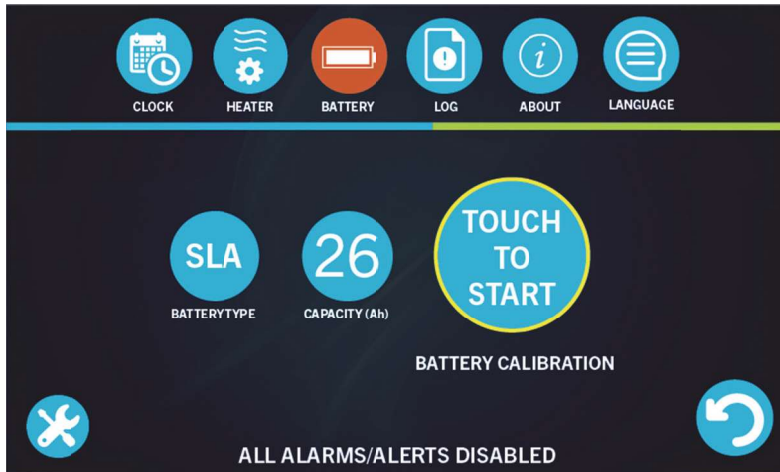 CLOCK
HEATER
BATTERY
LOG
ABOUT
LANGUAGE
SLA
BATTERYTYPE
26
CAPACITY (Ah)
TOUCH
TO
START
BATTERY CALIBRATION
ALL ALARMS/ALERTS DISABLED